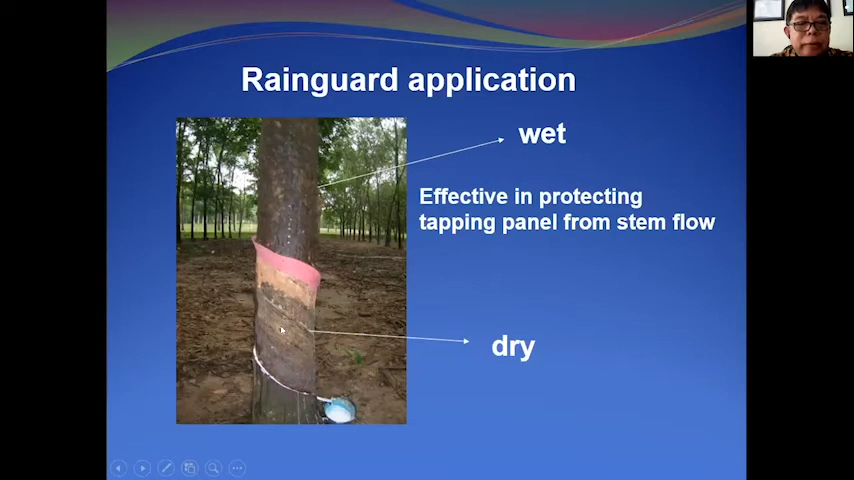 Rainguard application
wet
Effective in protecting
tapping panel from stem flow
dry